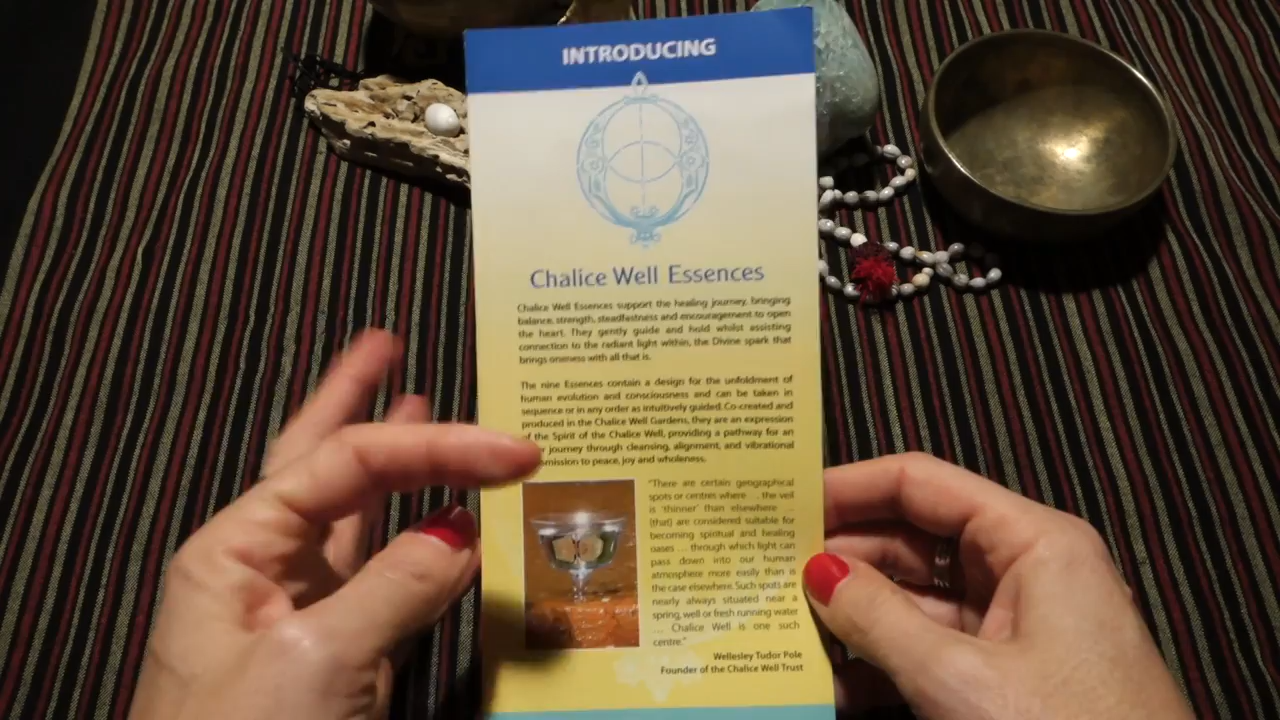 INTRODUCING
Chalice Well Essences
Chalice Well Essences support the healing journey, bringing
balance, strength, steadfastness and encouragement to open
the heart. They gently guide and hold whilst assisting
connection to the radiant light within, the Divine spark that
brings oneness with all that is.
The nine Essences contain a design for the unfoldment of
human evolution and consciousness and can be taken in
sequence or in any order as intuitively guided. Co-created and
produced in the Chalice Well Gardens, they are an expression
of the Spirit of the Chalice Well, providing a pathway for an
journey through cleansing, alignment, and vibrational
to peace, joy and wholeness.
"There are certain geographical
spots or centres where ... the veil
is 'thinner' than elsewhere ...
(that) are considered suitable for
becoming spiritual and healing
oases ... through which light can
pass down into our human
atmosphere more easily than is
the case elsewhere. Such spots are
nearly always situated near a
spring, well or fresh running water
... Chalice Well is one such
centre."
Wellesley Tudor Pole
Founder of the Chalice Well Trust